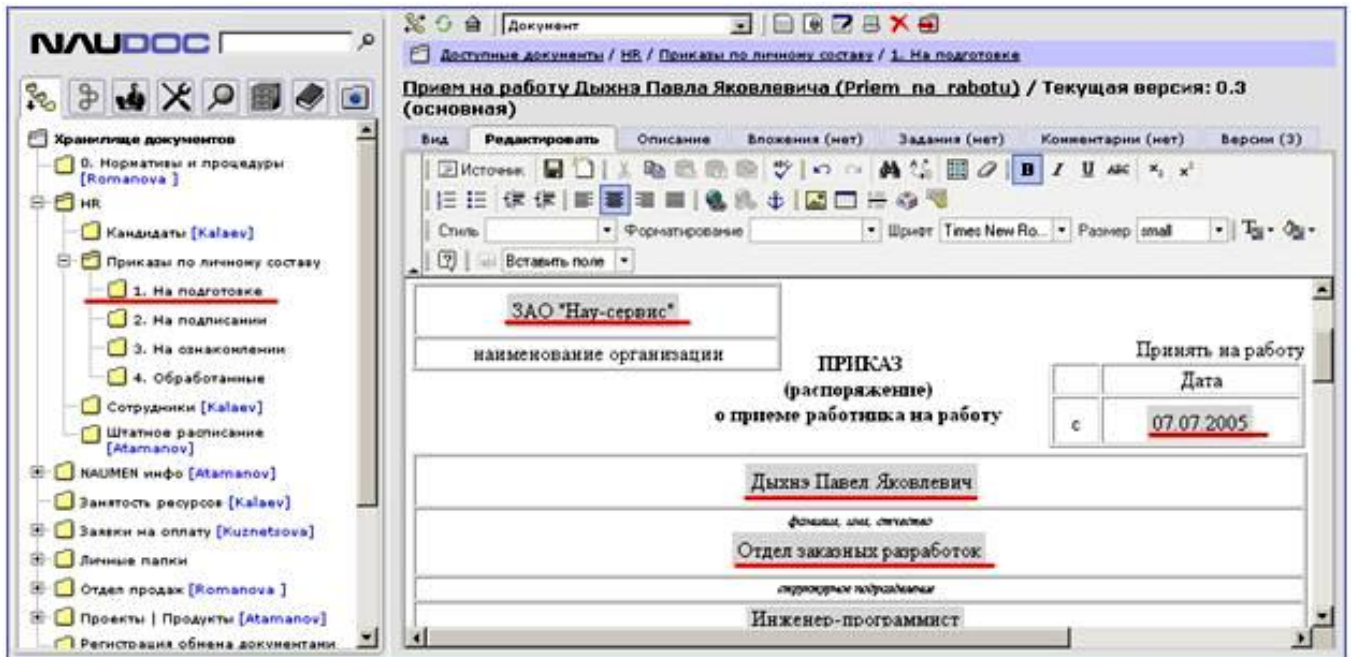 NAUDOC
Хранилище документов
0. Нормативы и процедуры
[Romanova ]
HR
Кандидаты [Kalaev]
Приказы по личному составу
1. На подготовке
2. На подписании
3. На ознакомлении
4. Обработанные
Сотрудники [Kalaev]
Штатное расписание
[Atamanov]
NAUMEN инфо [Atamanov]
Занятость ресурсов [Kalaev]
Заявки на оплату [Kuznetsova]
Личные папки
Отдел продаж [Romanova ]
Проекты | Продукты [Atamanov]
Регистрация обмена документами
Документ
Доступные документы / HR / Приказы по личному составу / 1. На подготовке
Прием на работу Дыхнэ Павла Яковлевича (Priem_na_rabotu) / Текущая версия: 0.3
(основная)
Вид Редактировать Описание Вложения (нет) Задания (нет) Комментарии (нет) Версии (3)
Источник B I U ABC x₂ x²
Стиль Форматирование Шрифт Times New Ro... Размер small
Вставить поле
ЗАО "Нау-сервис"
наименование организации
ПРИКАЗ
(распоряжение)
о приеме работника на работу
Принять на работу
Дата
с 07.07.2005
Дыхнэ Павел Яковлевич
фамилия, имя, отчество
Отдел заказных разработок
структурное подразделение
Инженер-программист